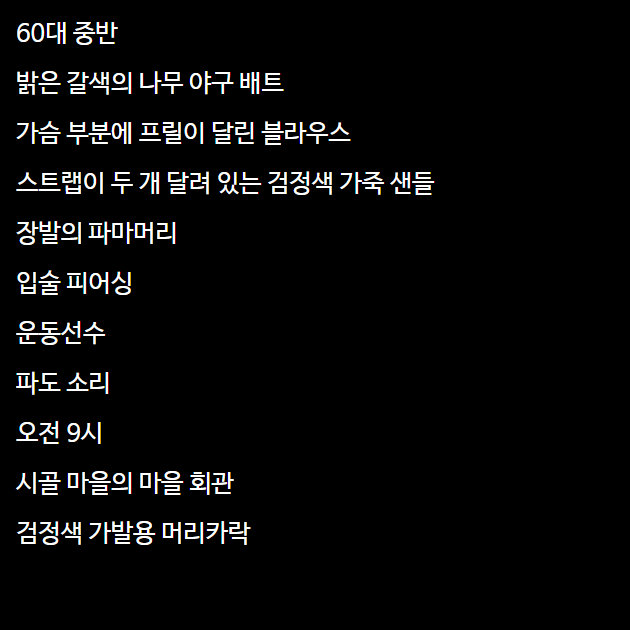 60대 중반
밝은 갈색의 나무 야구 배트
가슴 부분에 프릴이 달린 블라우스
스트랩이 두 개 달려 있는 검정색 가죽 샌들
장발의 파마머리
입술 피어싱
운동선수
파도 소리
오전 9시
시골 마을의 마을 회관
검정색 가발용 머리카락